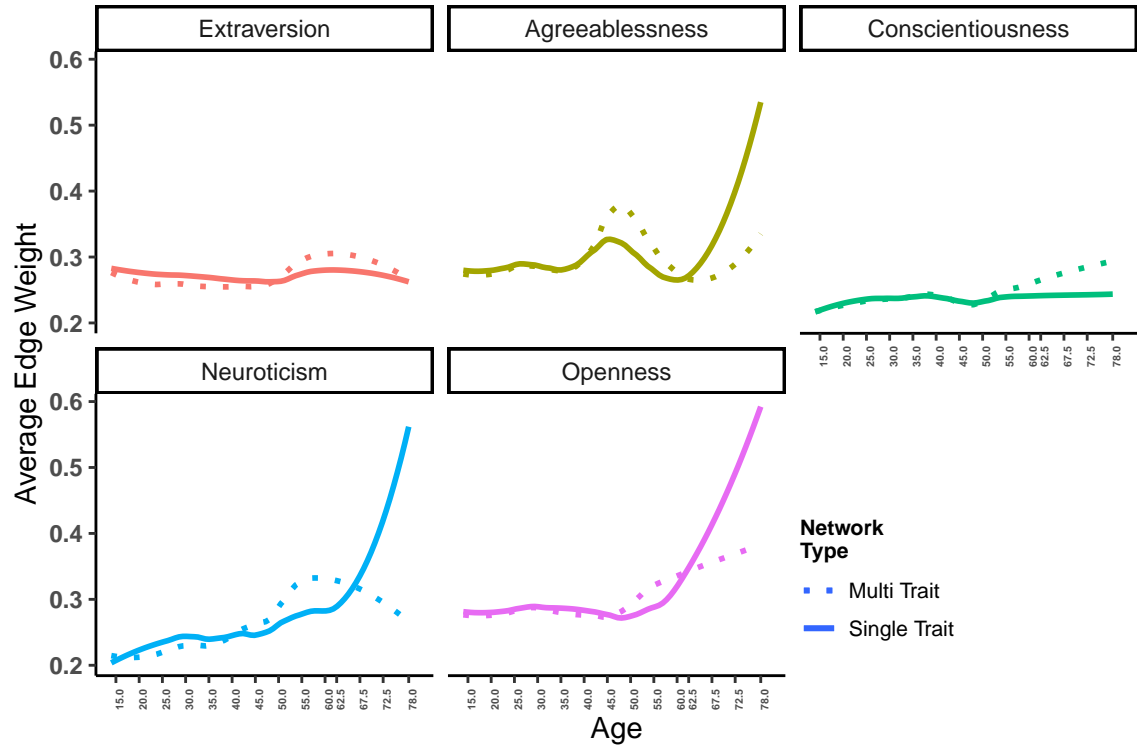 Extraversion
Agreeablessness
Conscientiousness
Average Edge Weight
0.6
0.5
0.4
0.3
0.2
15.0 20.0 25.0 30.0 35.0 40.0 45.0 50.0 55.0 62.5 67.5 72.5 78.0
Neuroticism
Openness
0.6
0.5
0.4
0.3
0.2
15.0 20.0 25.0 30.0 35.0 40.0 45.0 50.0 55.0 60.0 62.5 67.5 72.5 78.0
15.0 20.0 25.0 30.0 35.0 40.0 45.0 50.0 55.0 60.0 62.5 67.5 72.5 78.0
Age
Network
Type
Multi Trait
Single Trait